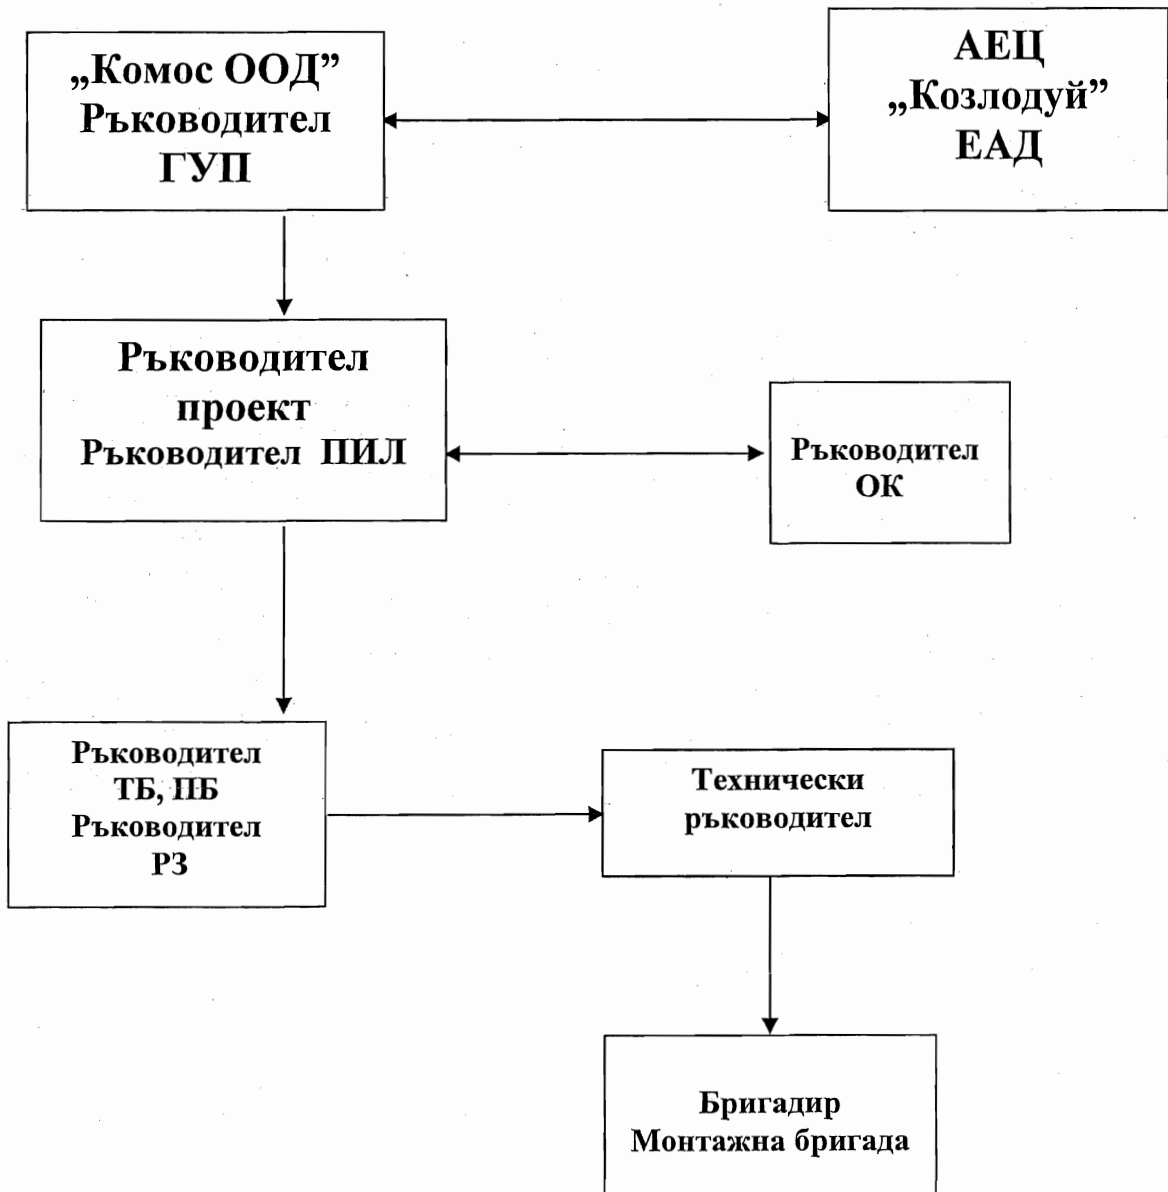 „Комос ООД”
Ръководител
ГУП
АЕЦ
„Козлодуй”
ЕАД
Ръководител
проект
Ръководител ПИЛ
Ръководител
ОК
Ръководител
ТБ, ПБ
Ръководител
РЗ
Технически
ръководител
Бригадир
Монтажна бригада